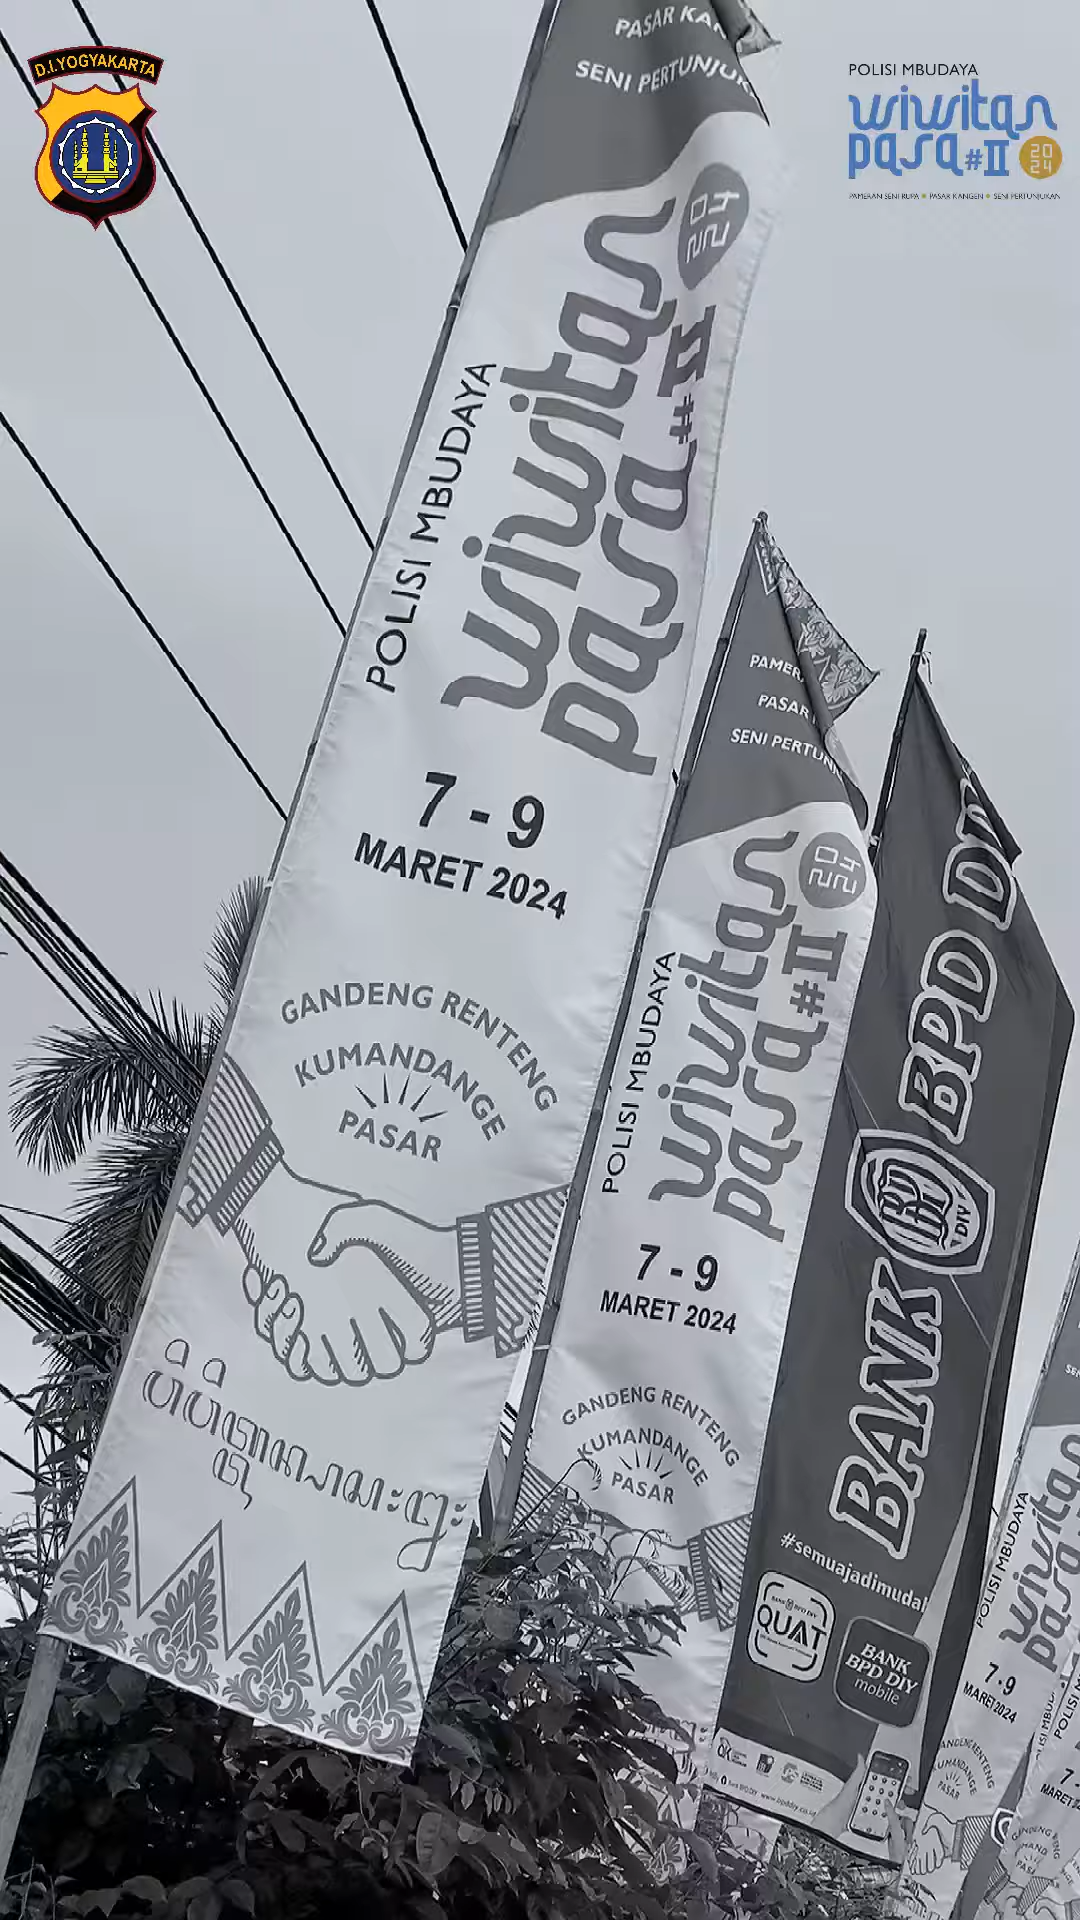 D.I.YOGYAKARTA
POLISI MBUDAYA
wiwitan
pasa #II
2024
PAMERAN SENI RUPA • PASAR KANGEN • SENI PERTUNJUKAN
PASAR KAN
SENI PERTUNJUK
POLISI MBUDAYA
wiwitan
pasa #II
2024
7 - 9
MARET 2024
GANDENG RENTENG
KUMANDANGE
PASAR
PAMER
PASAR
SENI PERTUN
POLISI MBUDAYA
wiwitan
pasa #II
2024
7 - 9
MARET 2024
GANDENG RENTENG
KUMANDANGE
PASAR
BANK BPD DI
BPD
DIY
#semuajadimudah
QUAT
BANK
BPD DIY
mobile
POLISI MBUDAYA
wiwitan
pasa
7-9
MARET 2024
KUMANDANGE
PASAR